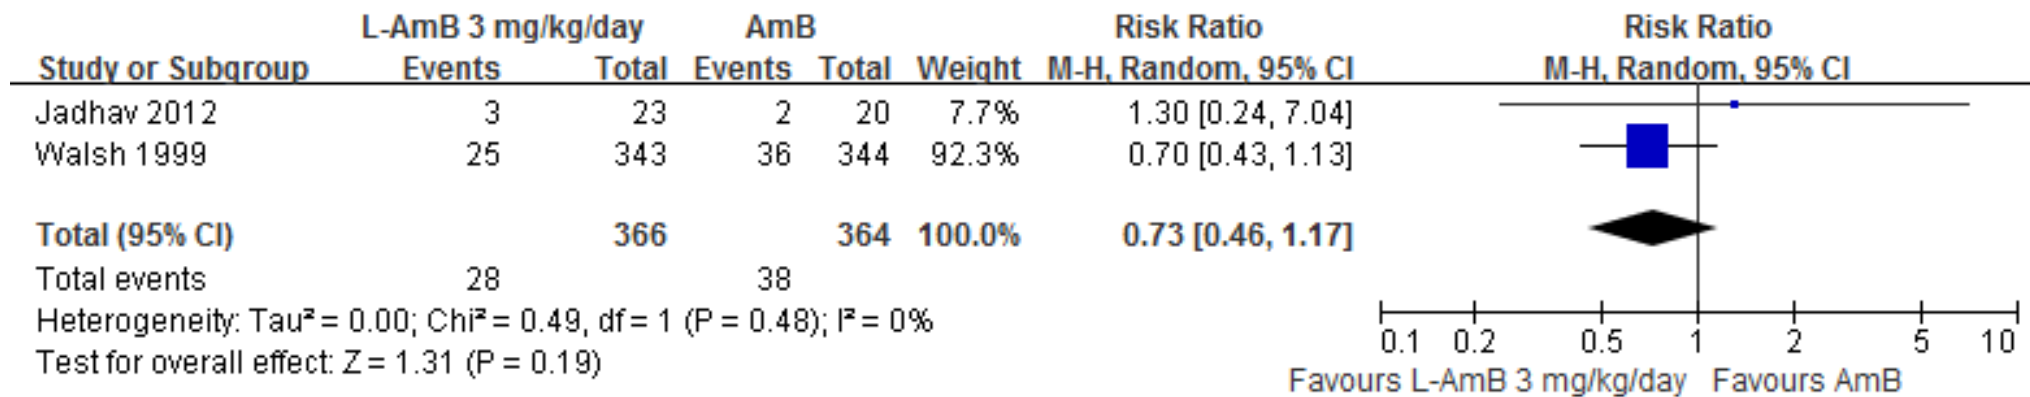 L-AmB 3 mg/kg/day AmB Risk Ratio Risk Ratio
Study or Subgroup Events Total Events Total Weight M-H, Random, 95% CI M-H, Random, 95% CI
Jadhav 2012 3 23 2 20 7.7% 1.30 [0.24, 7.04]
Walsh 1999 25 343 36 344 92.3% 0.70 [0.43, 1.13]
Total (95% CI) 366 364 100.0% 0.73 [0.46, 1.17]
Total events 28 38
Heterogeneity: Tau² = 0.00; Chi² = 0.49, df = 1 (P = 0.48); I² = 0%
Test for overall effect: Z = 1.31 (P = 0.19)
0.1 0.2 0.5 1 2 5 10
Favours L-AmB 3 mg/kg/day Favours AmB